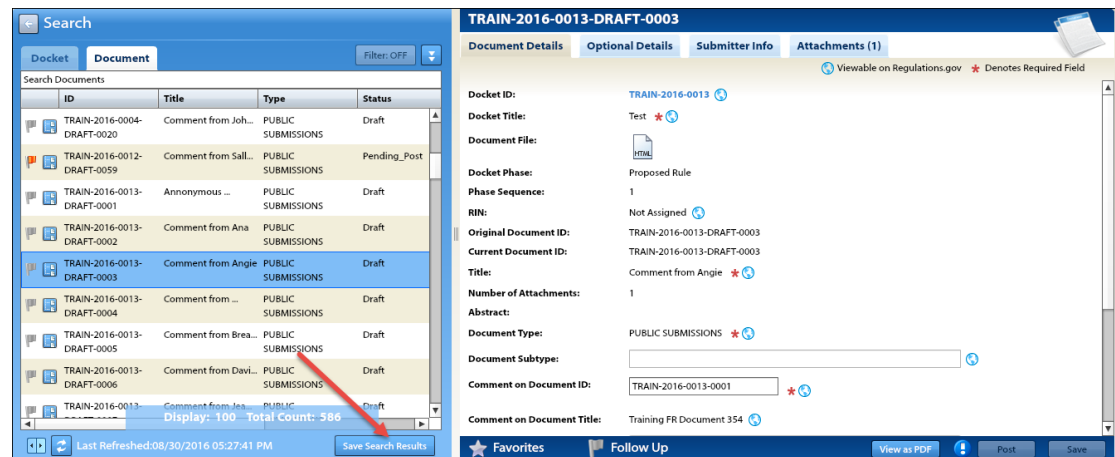 Search
Docket
Document
Filter: OFF
Search Documents
ID Title Type Status
TRAIN-2016-0004-
DRAFT-0020
Comment from Joh...
PUBLIC
SUBMISSIONS
Draft
TRAIN-2016-0012-
DRAFT-0059
Comment from Sall...
PUBLIC
SUBMISSIONS
Pending_Post
TRAIN-2016-0013-
DRAFT-0001
Annonymous ...
PUBLIC
SUBMISSIONS
Draft
TRAIN-2016-0013-
DRAFT-0002
Comment from Ana
PUBLIC
SUBMISSIONS
Draft
TRAIN-2016-0013-
DRAFT-0003
Comment from Angie
PUBLIC
SUBMISSIONS
Draft
TRAIN-2016-0013-
DRAFT-0004
Comment from ...
PUBLIC
SUBMISSIONS
Draft
TRAIN-2016-0013-
DRAFT-0005
Comment from Brea...
PUBLIC
SUBMISSIONS
Draft
TRAIN-2016-0013-
DRAFT-0006
Comment from Davi...
PUBLIC
SUBMISSIONS
Draft
TRAIN-2016-0013-
Comment from Jea...
PUBLIC
Draft
Display: 100 Total Count: 586
Last Refreshed:08/30/2016 05:27:41 PM
Save Search Results
TRAIN-2016-0013-DRAFT-0003
Document Details Optional Details Submitter Info Attachments (1)
Viewable on Regulations.gov * Denotes Required Field
Docket ID: TRAIN-2016-0013
Docket Title: Test *
Document File: HTML
Docket Phase: Proposed Rule
Phase Sequence: 1
RIN: Not Assigned
Original Document ID: TRAIN-2016-0013-DRAFT-0003
Current Document ID: TRAIN-2016-0013-DRAFT-0003
Title: Comment from Angie *
Number of Attachments: 1
Abstract:
Document Type: PUBLIC SUBMISSIONS *
Document Subtype:
Comment on Document ID: TRAIN-2016-0013-0001 *
Comment on Document Title: Training FR Document 354
Favorites Follow Up View as PDF Post Save